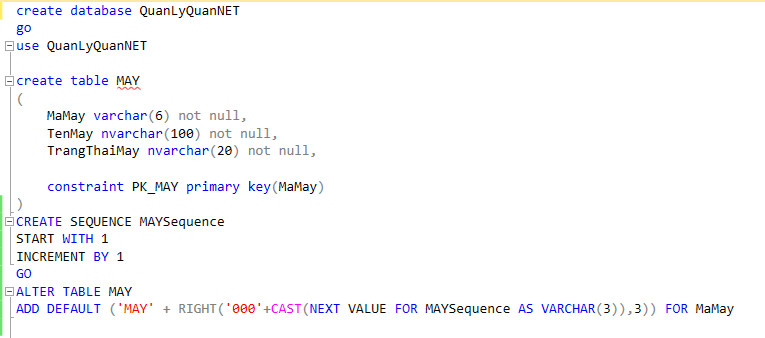 create database QuanLyQuanNET
go
use QuanLyQuanNET
create table MAY
(
MaMay varchar(6) not null,
TenMay nvarchar(100) not null,
TrangThaiMay nvarchar(20) not null,
constraint PK_MAY primary key(MaMay)
)
CREATE SEQUENCE MAYSequence
START WITH 1
INCREMENT BY 1
GO
ALTER TABLE MAY
ADD DEFAULT ('MAY' + RIGHT('000'+CAST(NEXT VALUE FOR MAYSequence AS VARCHAR(3)),3)) FOR MaMay